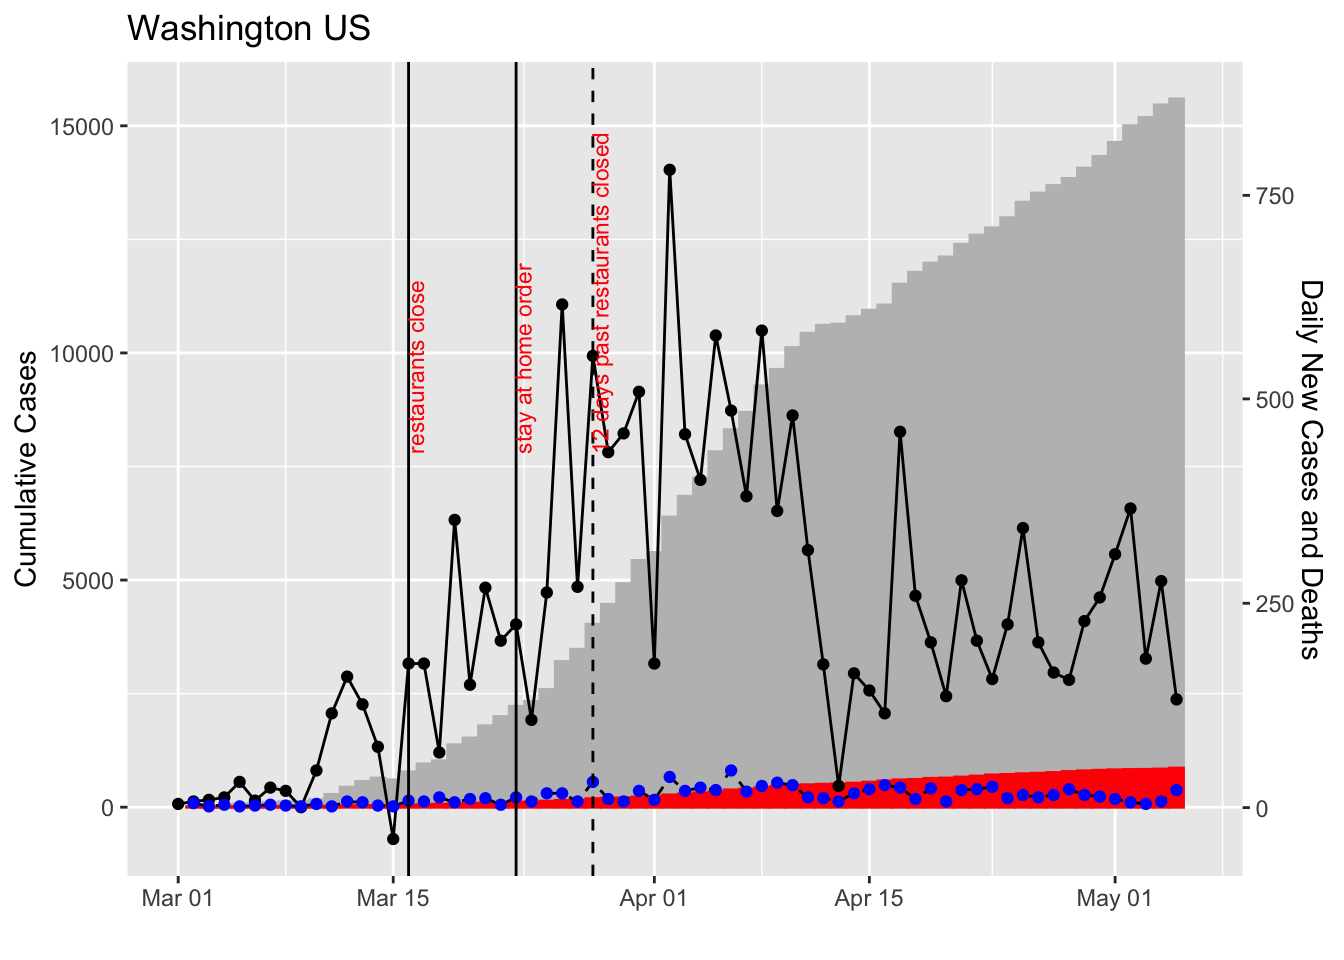 Washington US
15000
10000
5000
0
Cumulative Cases
restaurants close
stay at home order
12 days past restaurants closed
750
500
250
0
Daily New Cases and Deaths
Mar 01
Mar 15
Apr 01
Apr 15
May 01